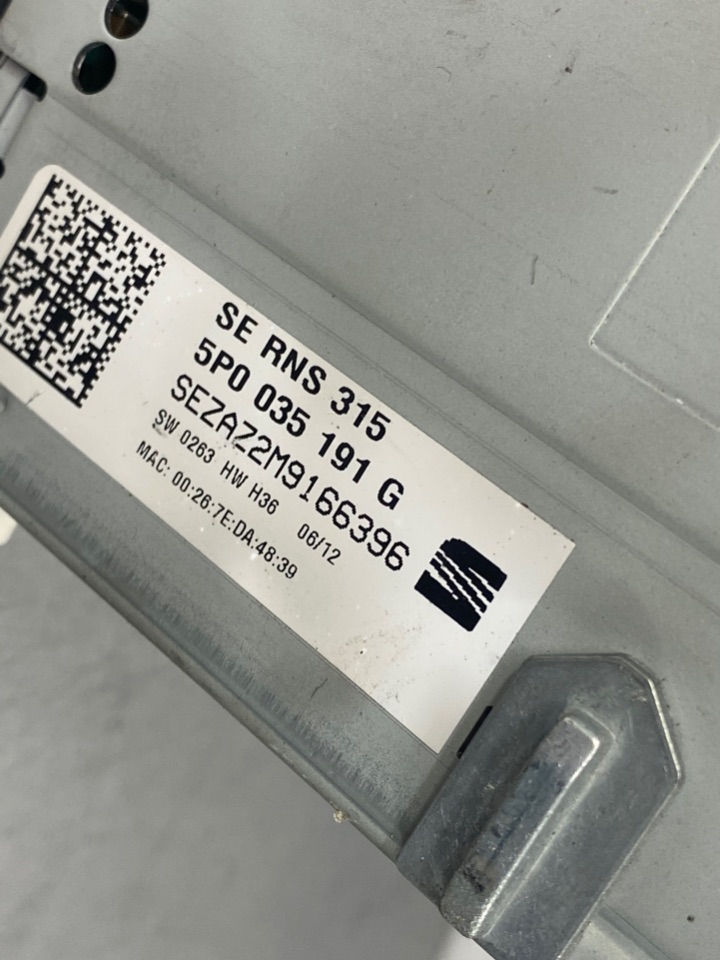 SE RNS 315
5P0 035 191 G
SEZAZ2M9166396
SW 0263 HW H36 06/12
MAC: 00:26:7E:DA:48:39